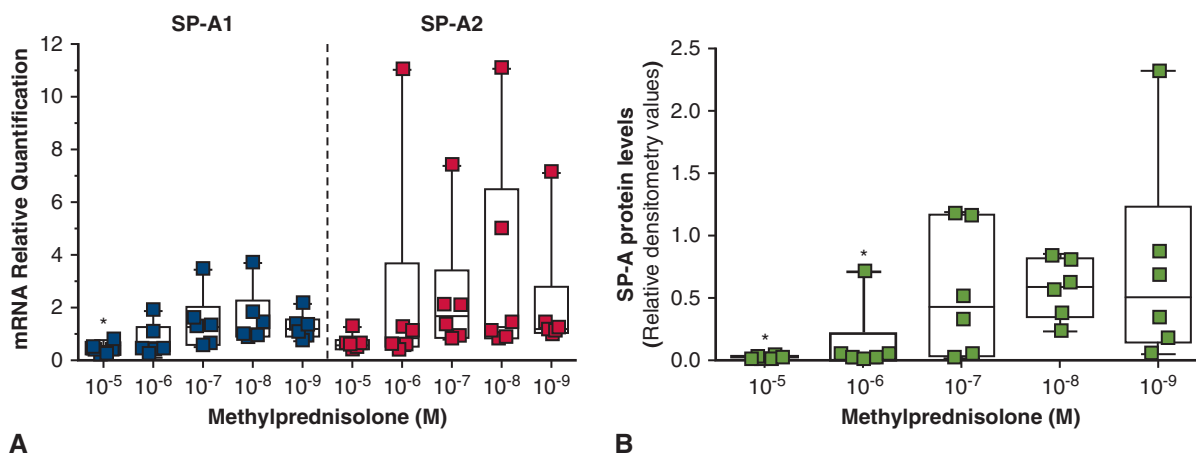 SP-A1 SP-A2
mRNA Relative Quantification
12
10
8
6
4
2
0
*
10-5 10-6 10-7 10-8 10-9 10-5 10-6 10-7 10-8 10-9
Methylprednisolone (M)
A
SP-A protein levels
(Relative densitometry values)
2.5
2.0
1.5
1.0
0.5
0.0
*
*
10-5 10-6 10-7 10-8 10-9
Methylprednisolone (M)
B